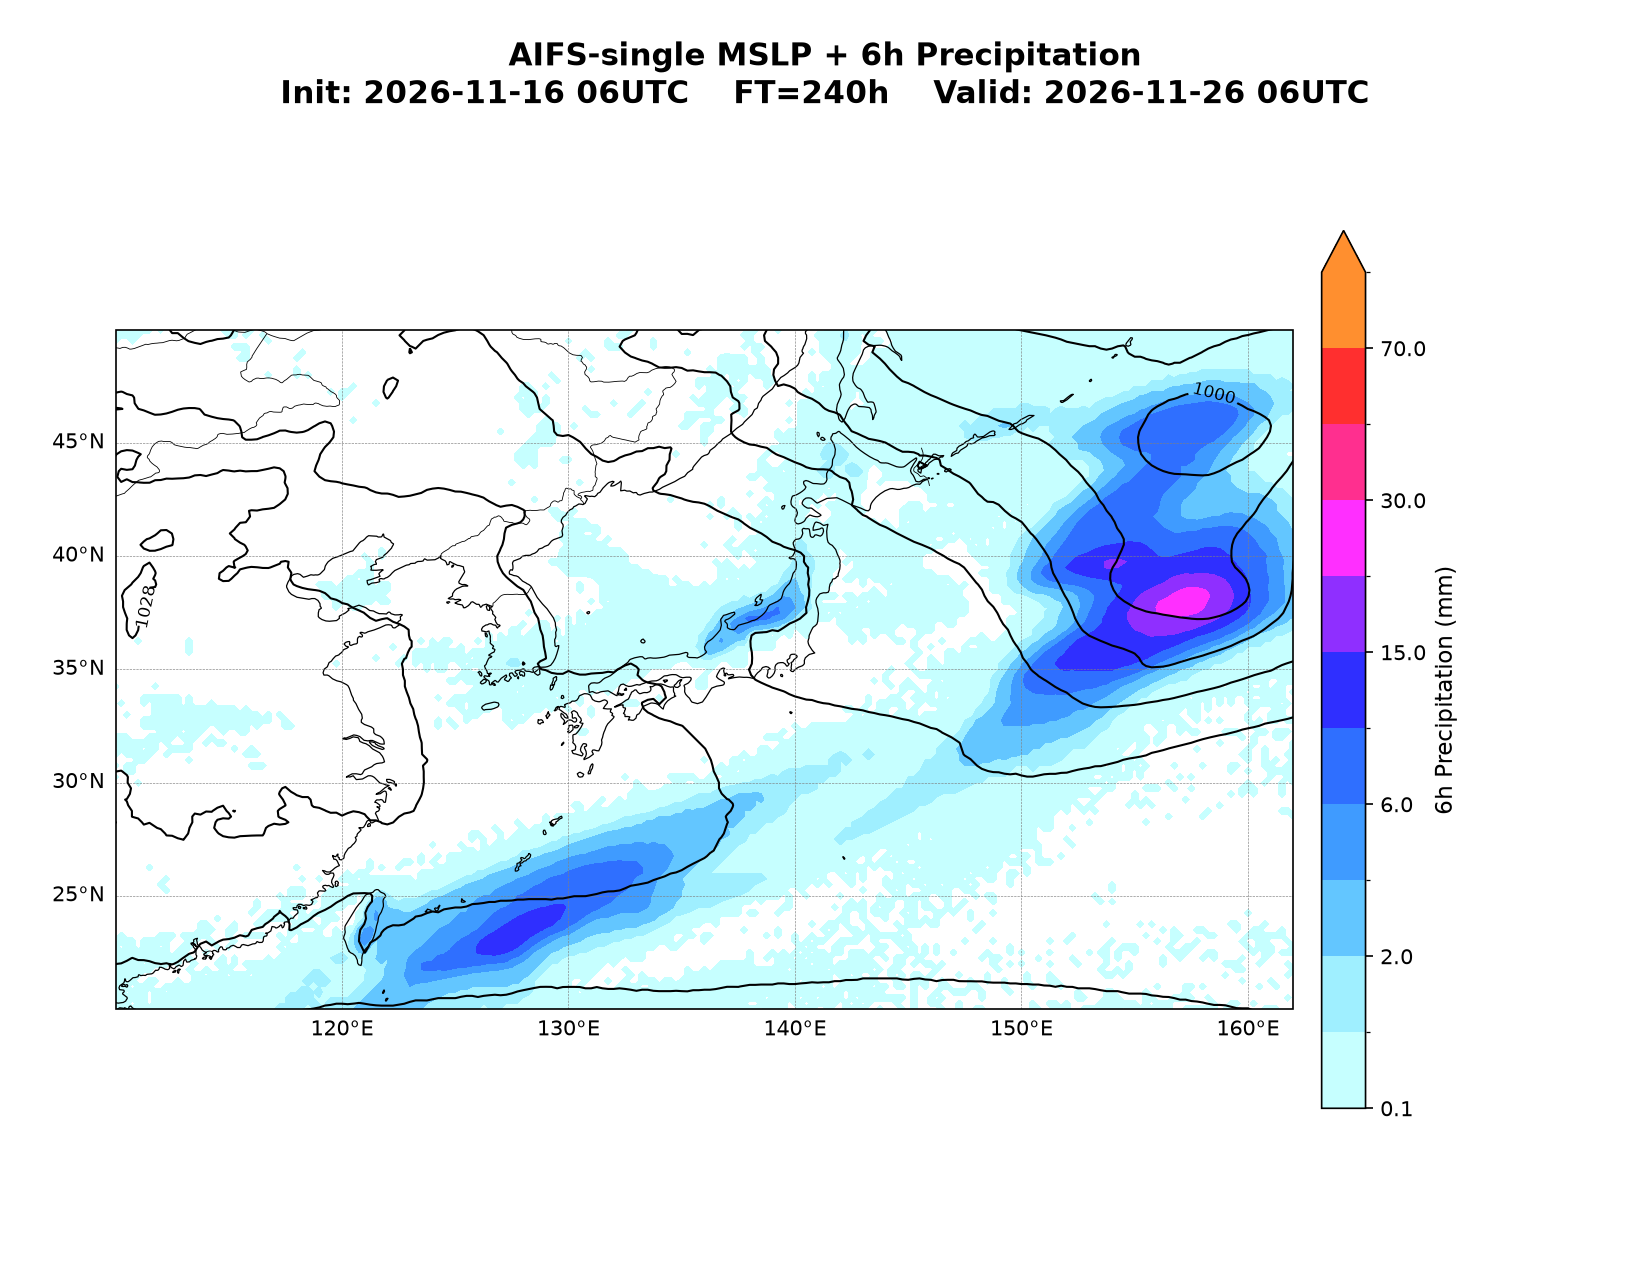 AIFS-single MSLP + 6h Precipitation
Init: 2026-11-16 06UTC    FT=240h    Valid: 2026-11-26 06UTC
1000
1028
45°N
40°N
35°N
30°N
25°N
120°E
130°E
140°E
150°E
160°E
70.0
30.0
15.0
6.0
2.0
0.1
6h Precipitation (mm)